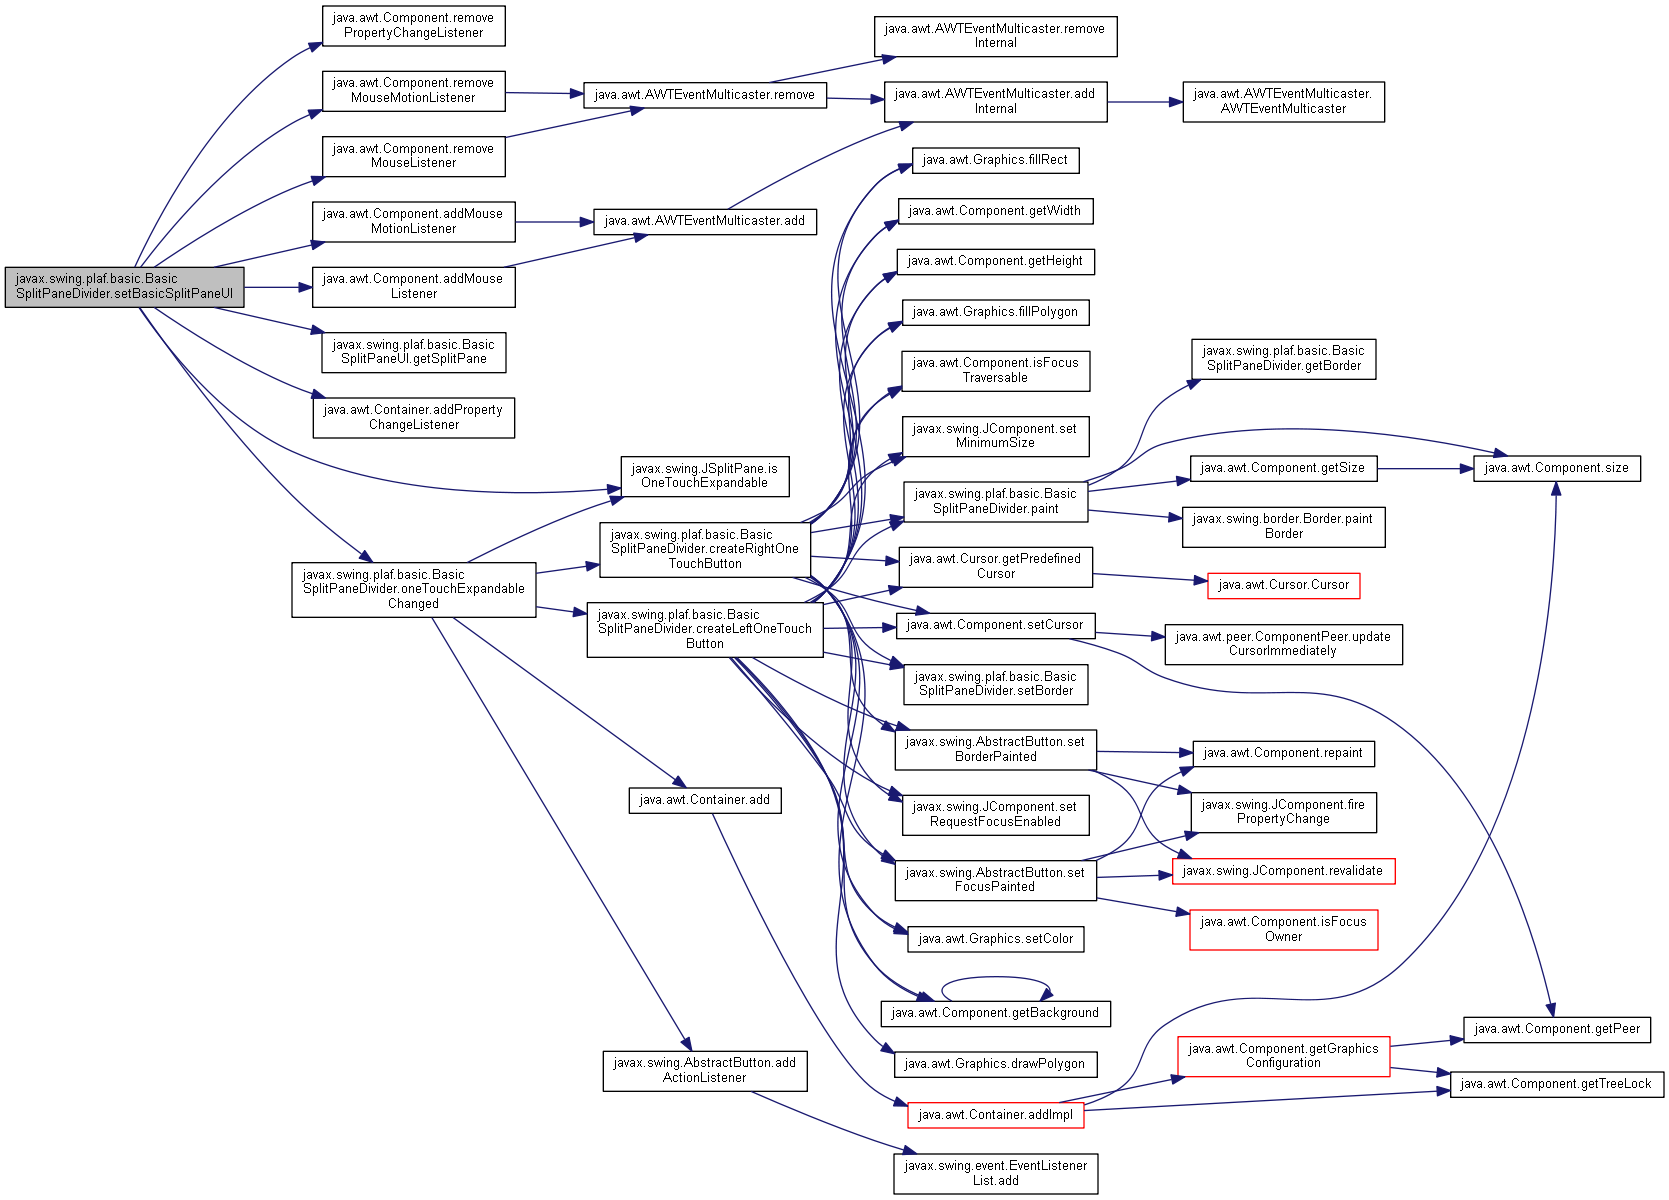 java.awt.Component.remove
PropertyChangeListener
java.awt.Component.remove
MouseMotionListener
java.awt.Component.remove
MouseListener
java.awt.Component.addMouse
MotionListener
java.awt.Component.addMouse
Listener
javax.swing.plaf.basic.Basic
SplitPaneDivider.setBasicSplitPaneUI
javax.swing.plaf.basic.Basic
SplitPaneUI.getSplitPane
java.awt.Container.addProperty
ChangeListener
javax.swing.plaf.basic.Basic
SplitPaneDivider.oneTouchExpandable
Changed
java.awt.AWTEventMulticaster.remove
java.awt.AWTEventMulticaster.add
javax.swing.JSplitPane.is
OneTouchExpandable
javax.swing.plaf.basic.Basic
SplitPaneDivider.createRightOne
TouchButton
javax.swing.plaf.basic.Basic
SplitPaneDivider.createLeftOneTouch
Button
java.awt.Container.add
javax.swing.AbstractButton.add
ActionListener
java.awt.AWTEventMulticaster.remove
Internal
java.awt.AWTEventMulticaster.add
Internal
java.awt.Graphics.fillRect
java.awt.Component.getWidth
java.awt.Component.getHeight
java.awt.Graphics.fillPolygon
java.awt.Component.isFocus
Traversable
javax.swing.JComponent.set
MinimumSize
javax.swing.plaf.basic.Basic
SplitPaneDivider.paint
java.awt.Cursor.getPredefined
Cursor
java.awt.Component.setCursor
javax.swing.plaf.basic.Basic
SplitPaneDivider.setBorder
javax.swing.AbstractButton.set
BorderPainted
javax.swing.JComponent.set
RequestFocusEnabled
javax.swing.AbstractButton.set
FocusPainted
java.awt.Graphics.setColor
java.awt.Component.getBackground
java.awt.Graphics.drawPolygon
java.awt.Container.addImpl
javax.swing.event.EventListener
List.add
java.awt.AWTEventMulticaster.
AWTEventMulticaster
javax.swing.plaf.basic.Basic
SplitPaneDivider.getBorder
java.awt.Component.getSize
javax.swing.border.Border.paint
Border
java.awt.Cursor.Cursor
java.awt.peer.ComponentPeer.update
CursorImmediately
java.awt.Component.repaint
javax.swing.JComponent.fire
PropertyChange
javax.swing.JComponent.revalidate
java.awt.Component.isFocus
Owner
java.awt.Component.getGraphics
Configuration
java.awt.Component.size
java.awt.Component.getPeer
java.awt.Component.getTreeLock